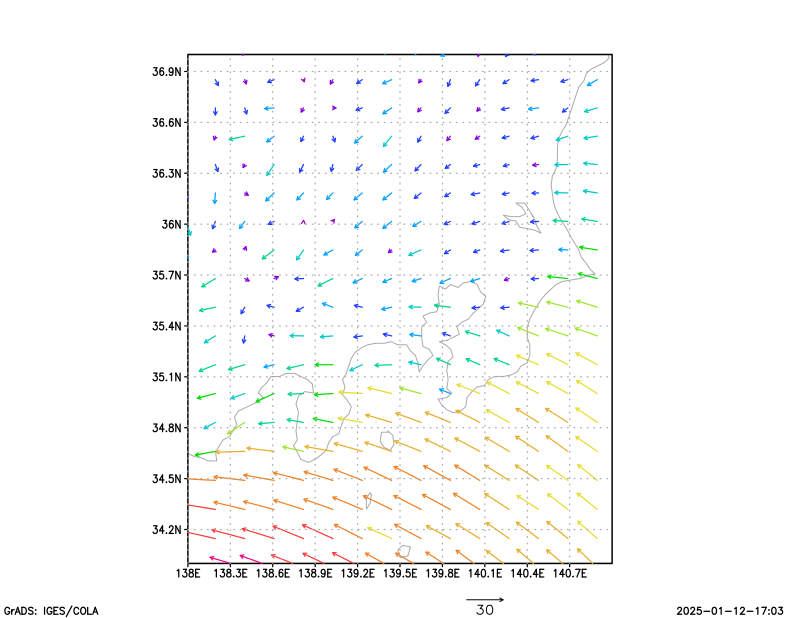 36.9N
36.6N
36.3N
36N
35.7N
35.4N
35.1N
34.8N
34.5N
34.2N
138E 138.3E 138.6E 138.9E 139.2E 139.5E 139.8E 140.1E 140.4E 140.7E
30
GrADS: IGES/COLA 2025-01-12-17:03